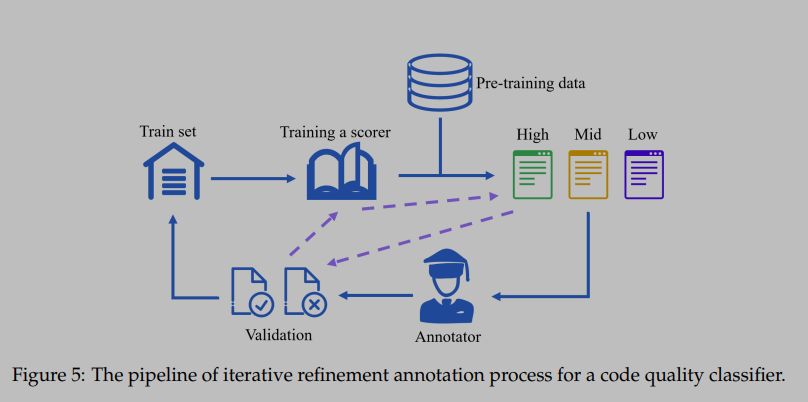 Pre-training data
Train set
Training a scorer
High
Mid
Low
Validation
Annotator
Figure 5: The pipeline of iterative refinement annotation process for a code quality classifier.